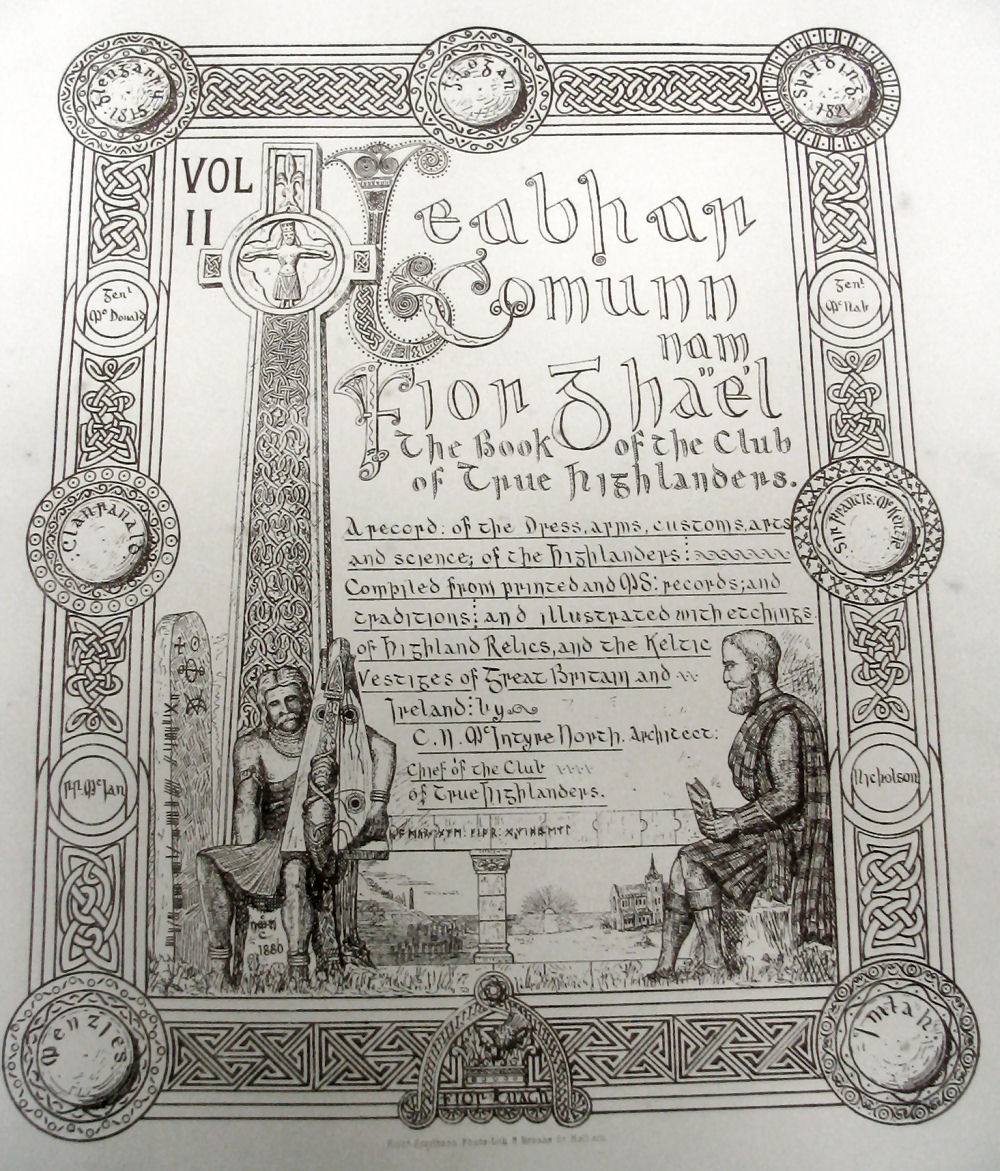 Glengarry 1815
Logan
Strathtird 1821
VOL
II
Leabhar
Comunn
nam
Fior Ghaël
The Book of the Club
of True Highlanders.
A record: of the Dress, arms, customs, arts
and science; of the Highlanders:
Compiled from printed and MS: records; and
traditions; and illustrated with etchings
of Highland Relics, and the Keltic
Vestiges of Great Britain and
Ireland: by
C. N. McIntyre North, Architect:
Chief of the Club
of True Highlanders.
Genl
McDonald
Genl
McNab
Clanranald
Sir Francis: McKenzie
McIan
Nicholson
1880
Menzies
Intar
FIOR